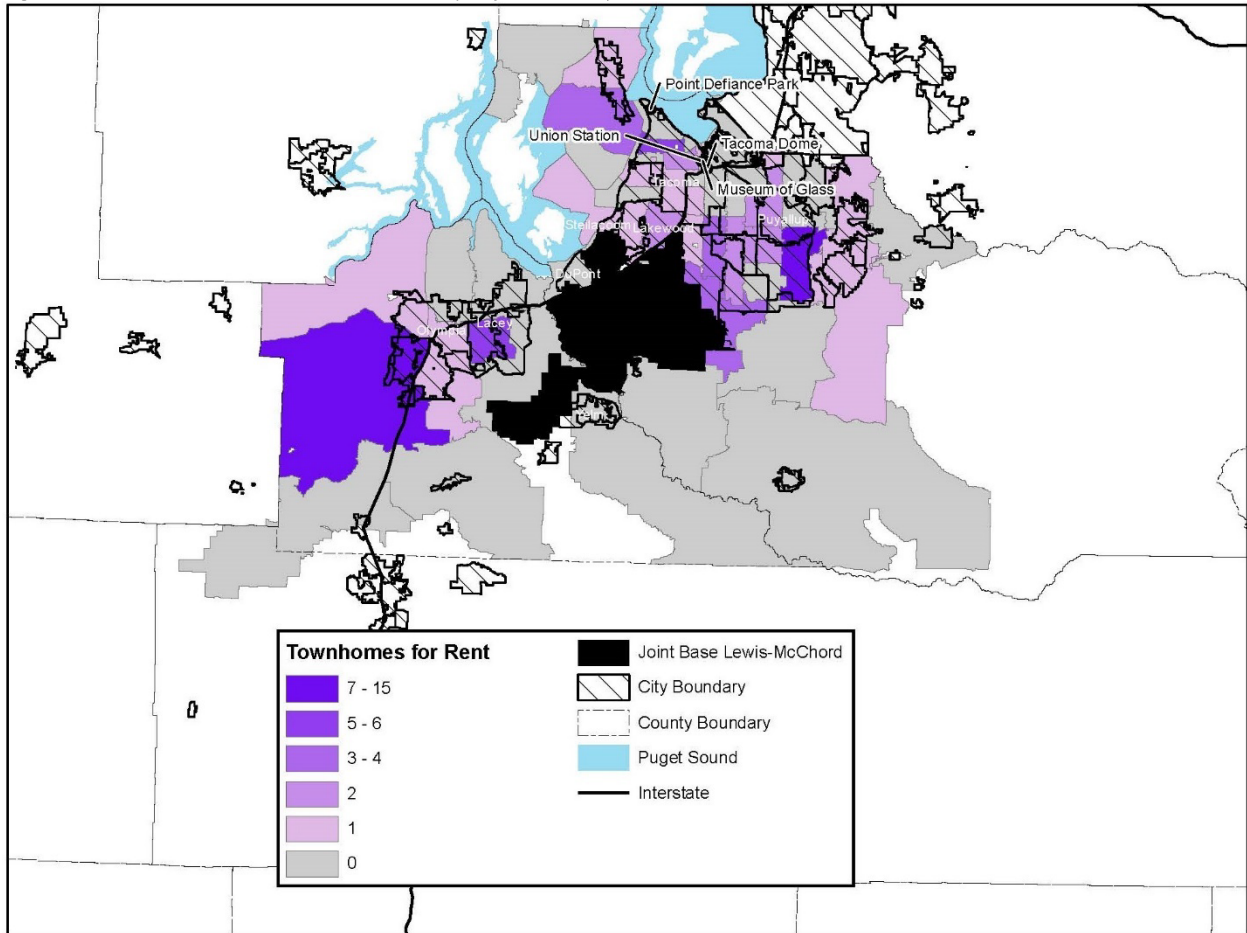 Point Defiance Park
Union Station
Tacoma Dome
Tacoma
Museum of Glass
Puyallup
Steilacoom
Lakewood
DuPont
Lacey
Olympia
Yelm
Townhomes for Rent
7 - 15
5 - 6
3 - 4
2
1
0
Joint Base Lewis-McChord
City Boundary
County Boundary
Puget Sound
Interstate